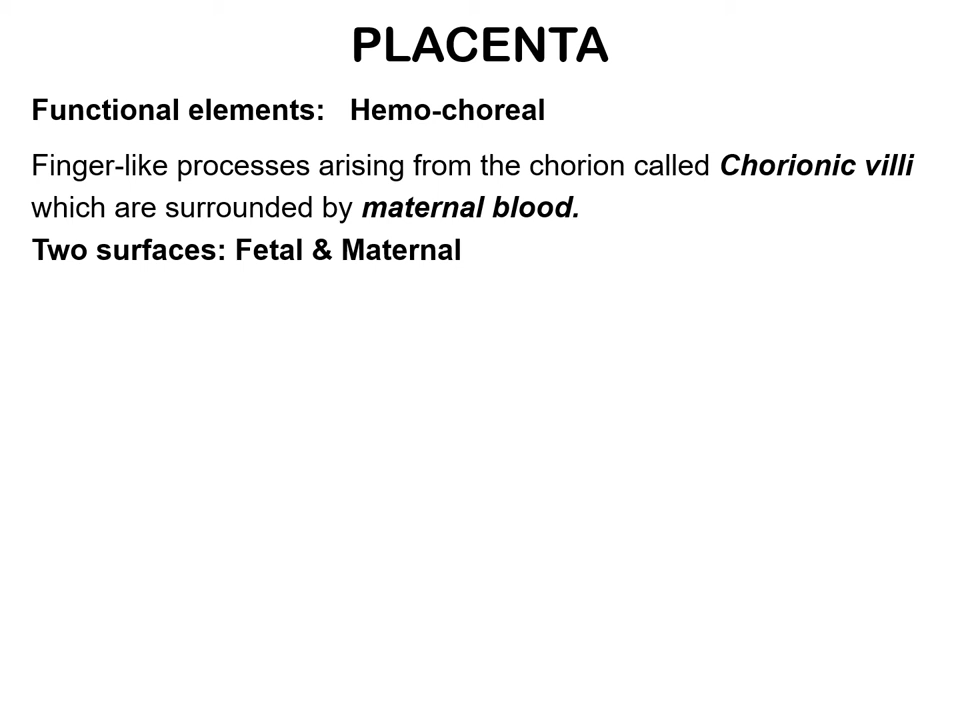 PLACENTA
Functional elements: Hemo-choreal
Finger-like processes arising from the chorion called Chorionic villi
which are surrounded by maternal blood.
Two surfaces: Fetal & Maternal